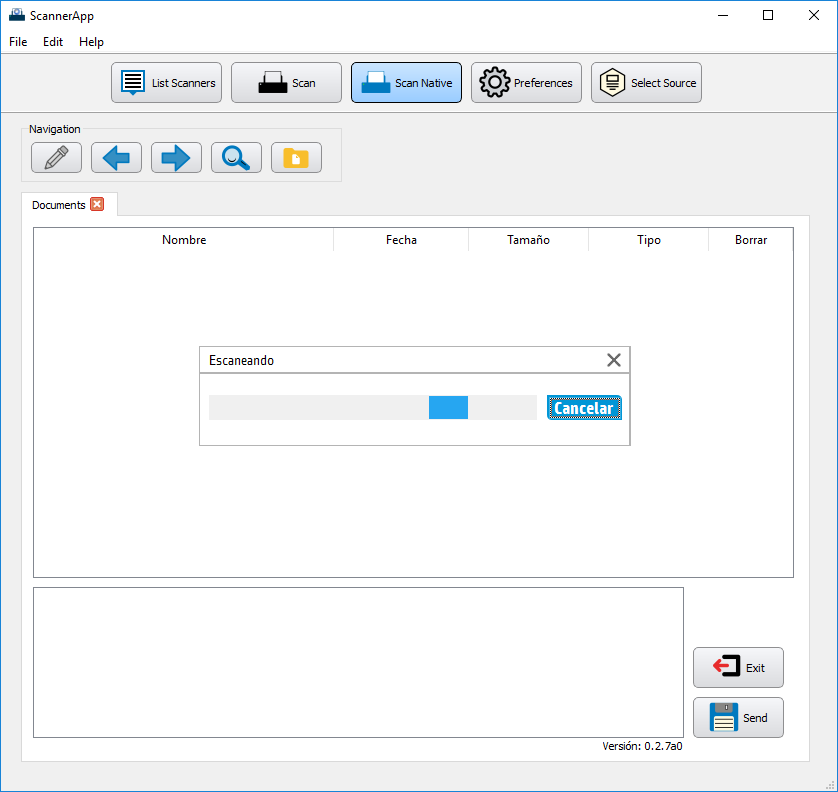 ScannerApp
File Edit Help
List Scanners Scan Scan Native Preferences Select Source
Navigation
Documents
Nombre Fecha Tamaño Tipo Borrar
Escaneando
Cancelar
Exit
Send
Versión: 0.2.7a0